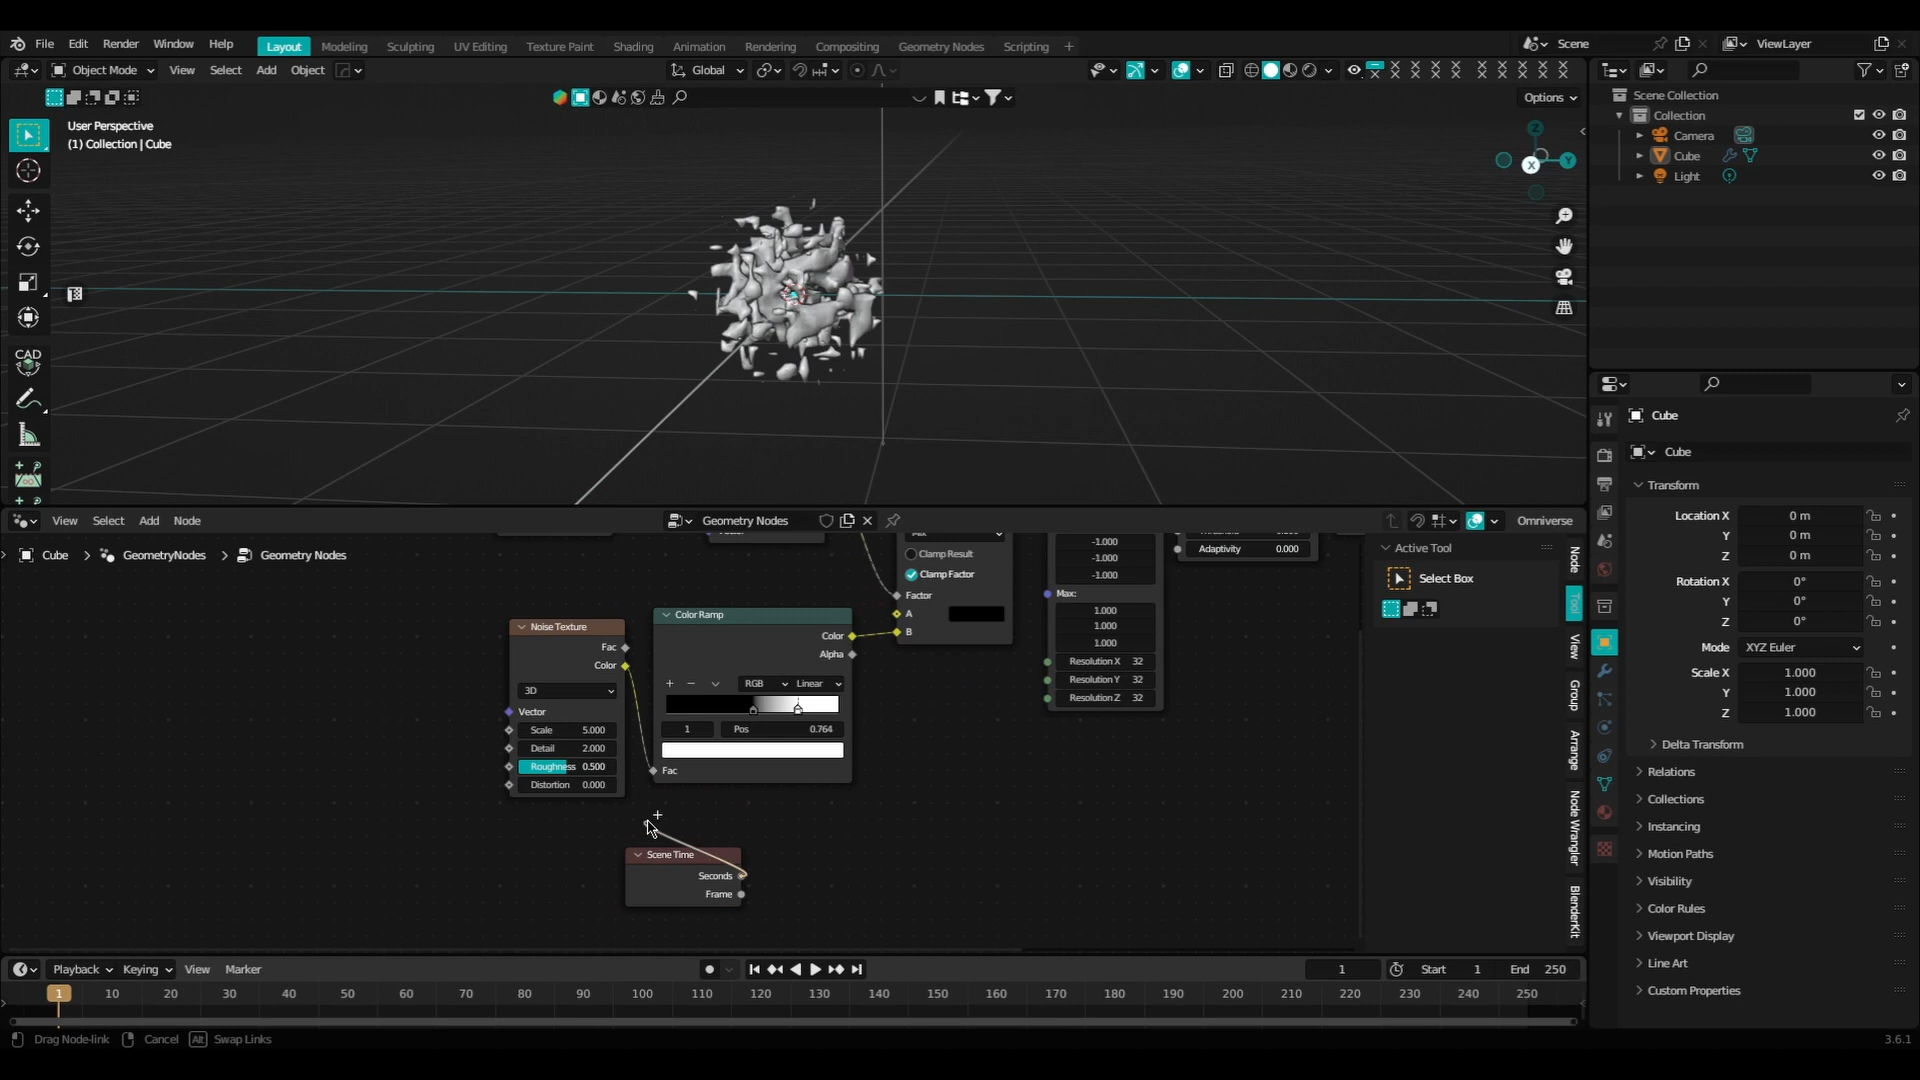 File Edit Render Window Help Layout Modeling Sculpting UV Editing Texture Paint Shading Animation Rendering Compositing Geometry Nodes Scripting + Scene ViewLayer
Object Mode View Select Add Object Global
Options
User Perspective
(1) Collection | Cube
Z
Y
X
CAD
Scene Collection
Collection
Camera
Cube
Light
Cube
Cube
Transform
Location X 0 m
Y 0 m
Z 0 m
Rotation X 0°
Y 0°
Z 0°
Mode XYZ Euler
Scale X 1.000
Y 1.000
Z 1.000
Delta Transform
Relations
Collections
Instancing
Motion Paths
Visibility
Color Rules
Viewport Display
Line Art
Custom Properties
View Select Add Node Geometry Nodes Omniverse
Cube > GeometryNodes > Geometry Nodes
Noise Texture
Fac
Color
3D
Vector
Scale 5.000
Detail 2.000
Roughness 0.500
Distortion 0.000
Color Ramp
Color
Alpha
RGB Linear
1 Pos 0.764
Fac
Scene Time
Seconds
Frame
Clamp Result
Clamp Factor
Factor
A
B
-1.000
-1.000
-1.000
Max:
1.000
1.000
1.000
Resolution X 32
Resolution Y 32
Resolution Z 32
Adaptivity 0.000
Active Tool
Select Box
Node
Tool
View
Group
Arrange
Node Wrangler
BlenderKit
Playback Keying View Marker 1 Start 1 End 250
1 10 20 30 40 50 60 70 80 90 100 110 120 130 140 150 160 170 180 190 200 210 220 230 240 250
Drag Node-link Cancel Alt Swap Links 3.6.1